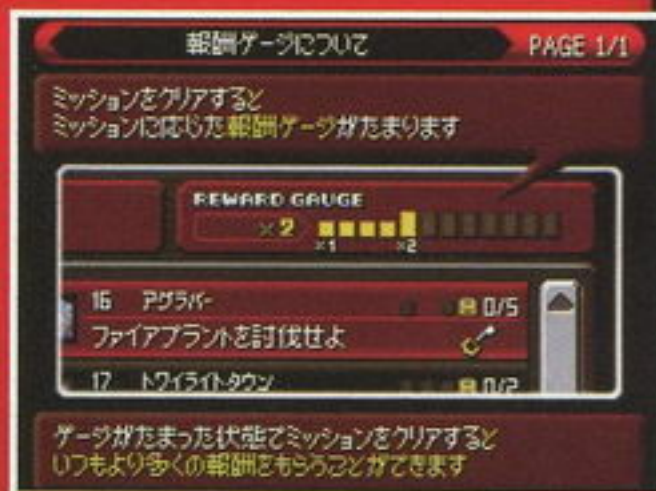 報酬ゲージについて
PAGE 1/1
ミッションをクリアすると
ミッションに応じた報酬ゲージがたまります
REWARD GAUGE
×2
×1 ×2
16 アグラバー 0/5
ファイアプラントを討伐せよ
17 トワイライトタウン 0/2
ゲージがたまった状態でミッションをクリアすると
いつもより多くの報酬をもらうことができます